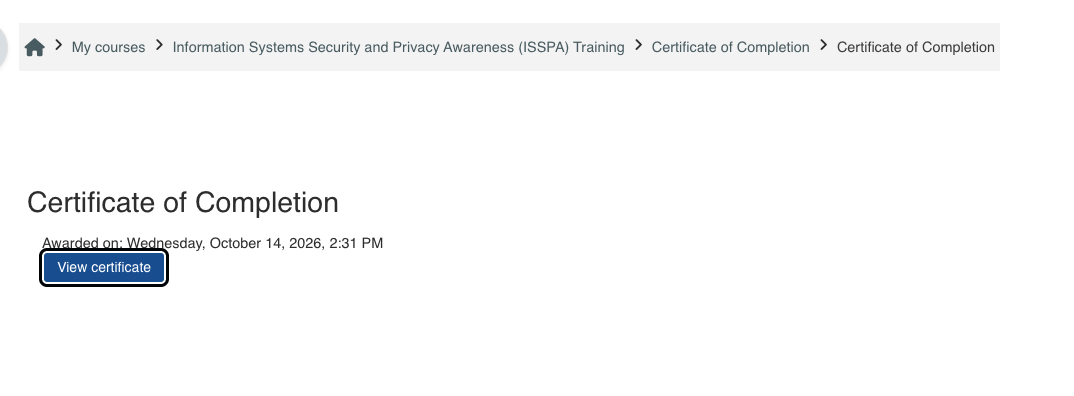 My courses > Information Systems Security and Privacy Awareness (ISSPA) Training > Certificate of Completion > Certificate of Completion
Certificate of Completion
Awarded on: Wednesday, October 14, 2026, 2:31 PM
View certificate